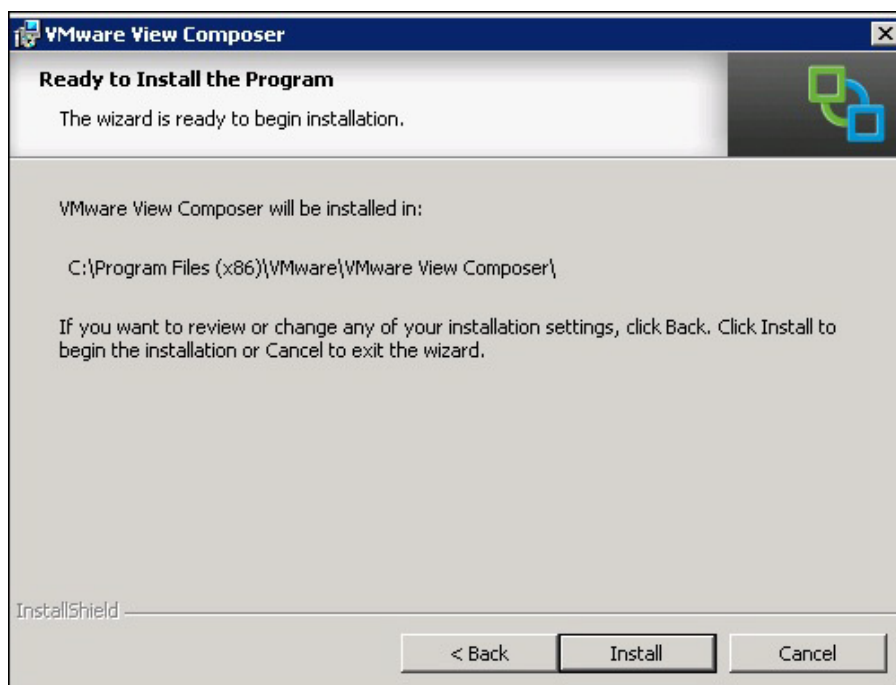 VMware View Composer
Ready to Install the Program
The wizard is ready to begin installation.
VMware View Composer will be installed in:
C:\Program Files (x86)\VMware\VMware View Composer\
If you want to review or change any of your installation settings, click Back. Click Install to
begin the installation or Cancel to exit the wizard.
InstallShield
< Back Install Cancel